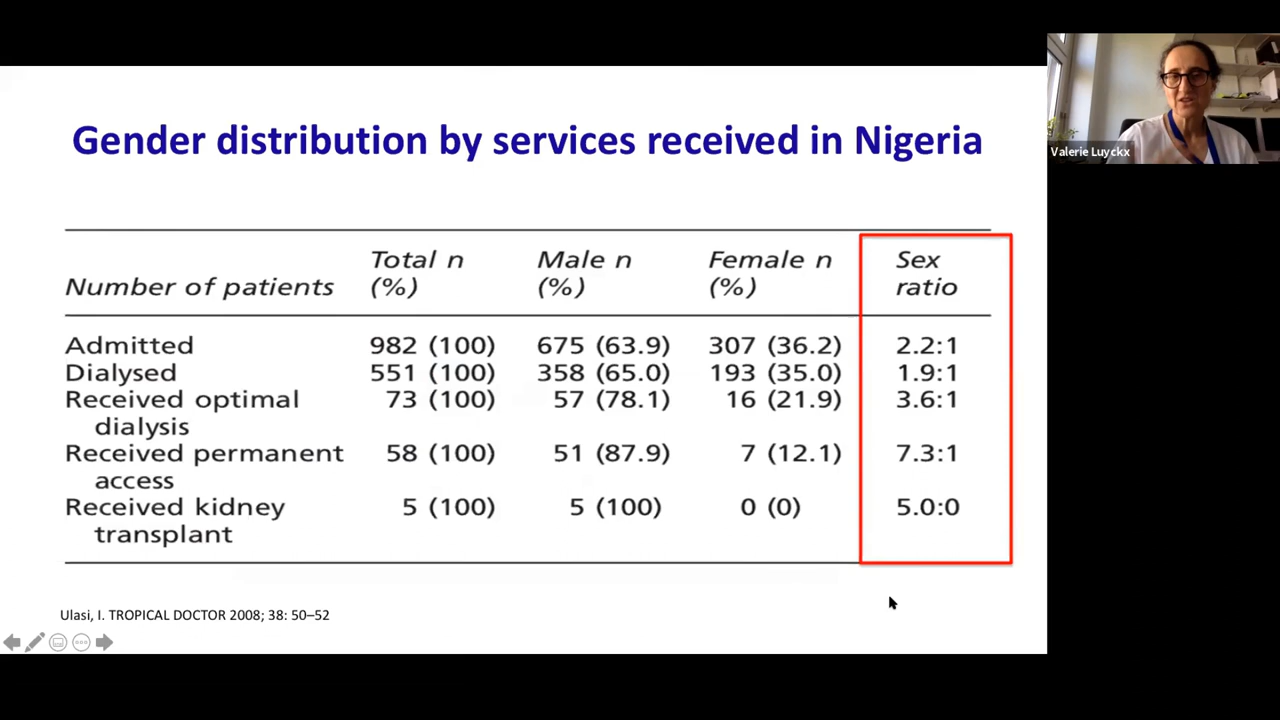 Gender distribution by services received in Nigeria
Valerie Luyckx
Number of patients Total n (%) Male n (%) Female n (%) Sex ratio
Admitted 982 (100) 675 (63.9) 307 (36.2) 2.2:1
Dialysed 551 (100) 358 (65.0) 193 (35.0) 1.9:1
Received optimal 73 (100) 57 (78.1) 16 (21.9) 3.6:1
dialysis
Received permanent 58 (100) 51 (87.9) 7 (12.1) 7.3:1
access
Received kidney 5 (100) 5 (100) 0 (0) 5.0:0
transplant
Ulasi, I. TROPICAL DOCTOR 2008; 38: 50–52